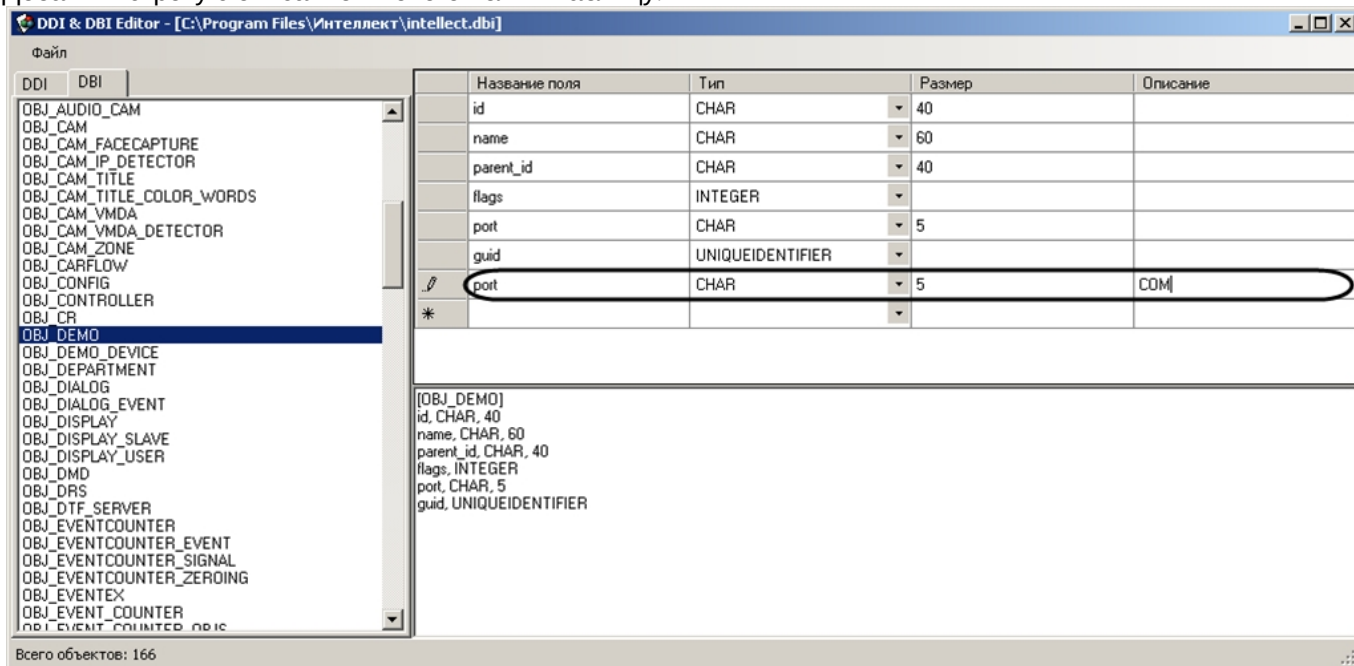 DDI & DBI Editor - [C:\Program Files\Интеллект\intellect.dbi]
Файл
DDI DBI
OBJ_AUDIO_CAM
OBJ_CAM
OBJ_CAM_FACECAPTURE
OBJ_CAM_IP_DETECTOR
OBJ_CAM_TITLE
OBJ_CAM_TITLE_COLOR_WORDS
OBJ_CAM_VMDA
OBJ_CAM_VMDA_DETECTOR
OBJ_CAM_ZONE
OBJ_CARFLOW
OBJ_CONFIG
OBJ_CONTROLLER
OBJ_CR
OBJ_DEMO
OBJ_DEMO_DEVICE
OBJ_DEPARTMENT
OBJ_DIALOG
OBJ_DIALOG_EVENT
OBJ_DISPLAY
OBJ_DISPLAY_SLAVE
OBJ_DISPLAY_USER
OBJ_DMD
OBJ_DRS
OBJ_DTF_SERVER
OBJ_EVENTCOUNTER
OBJ_EVENTCOUNTER_EVENT
OBJ_EVENTCOUNTER_SIGNAL
OBJ_EVENTCOUNTER_ZEROING
OBJ_EVENTEX
OBJ_EVENT_COUNTER
OBJ_EVENT_COUNTER_OBJS
Название поля Тип Размер Описание
id CHAR 40
name CHAR 60
parent_id CHAR 40
flags INTEGER
port CHAR 5
guid UNIQUEIDENTIFIER
port CHAR 5 COM
[OBJ_DEMO]
id, CHAR, 40
name, CHAR, 60
parent_id, CHAR, 40
flags, INTEGER
port, CHAR, 5
guid, UNIQUEIDENTIFIER
Всего объектов: 166